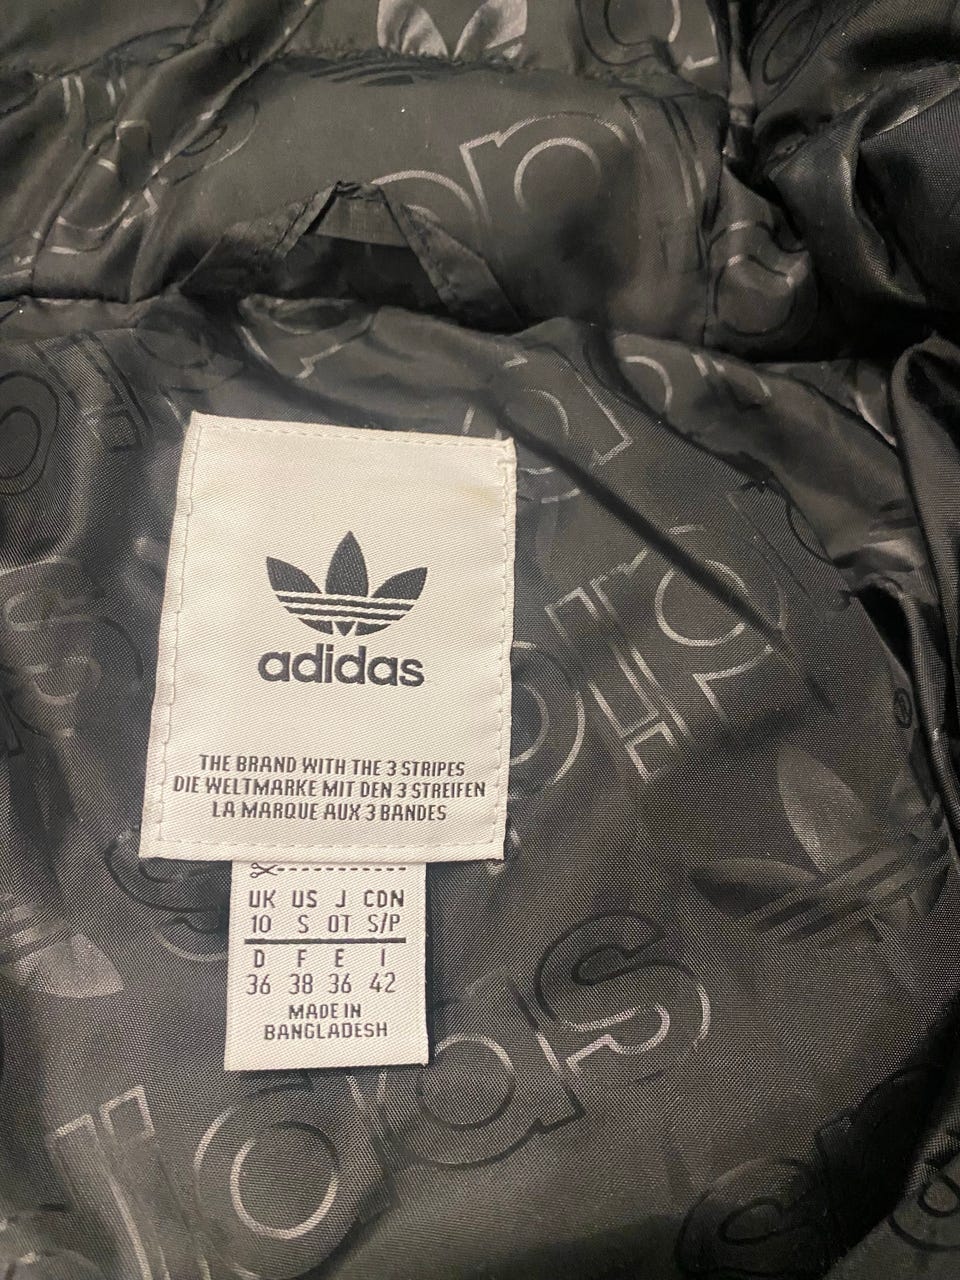 adidas
THE BRAND WITH THE 3 STRIPES
DIE WELTMARKE MIT DEN 3 STREIFEN
LA MARQUE AUX 3 BANDES
UK US J CDN
10 S OT S/P
D F E I
36 38 36 42
MADE IN
BANGLADESH
adidas